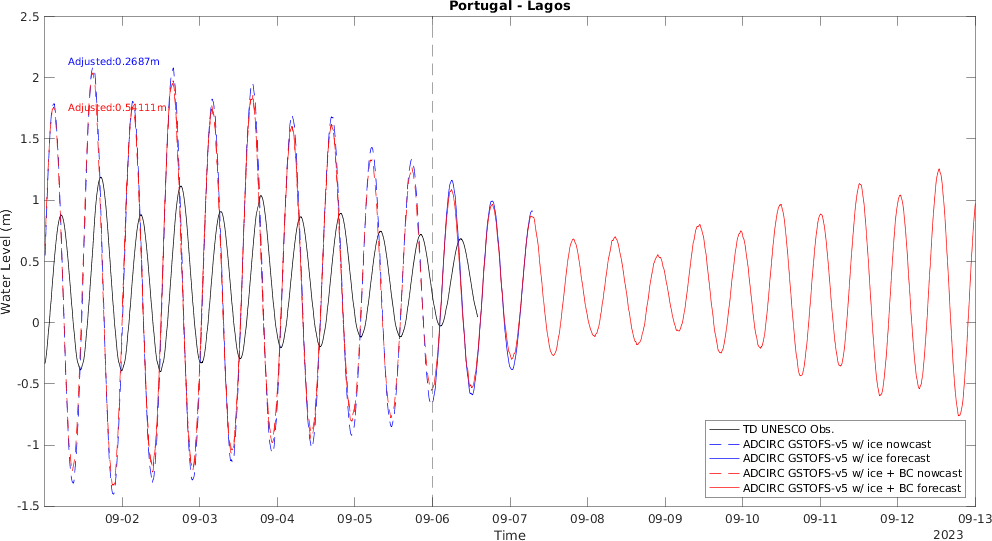 Portugal - Lagos
2.5
2
1.5
1
0.5
0
-0.5
-1
-1.5
Water Level (m)
Adjusted:0.2687m
Adjusted:0.54111m
TD UNESCO Obs.
ADCIRC GSTOFS-v5 w/ ice nowcast
ADCIRC GSTOFS-v5 w/ ice forecast
ADCIRC GSTOFS-v5 w/ ice + BC nowcast
ADCIRC GSTOFS-v5 w/ ice + BC forecast
09-02 09-03 09-04 09-05 09-06 09-07 09-08 09-09 09-10 09-11 09-12 09-13
Time
2023